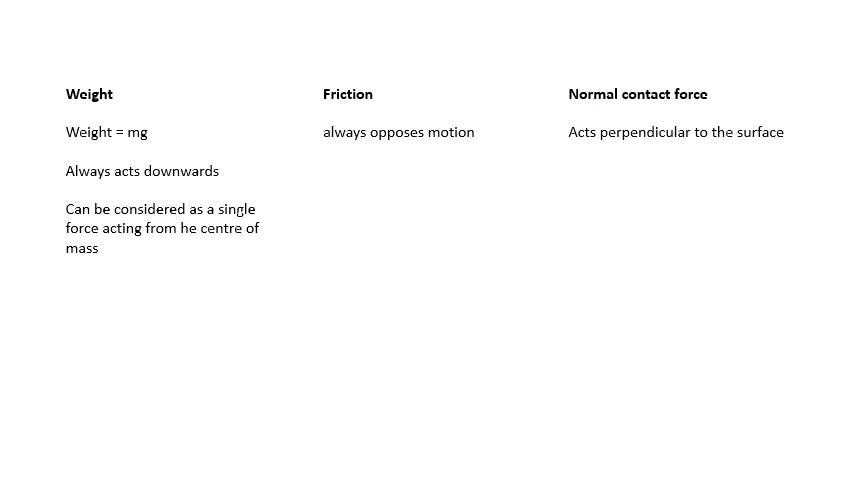 Weight
Weight = mg
Always acts downwards
Can be considered as a single
force acting from he centre of
mass
Friction
always opposes motion
Normal contact force
Acts perpendicular to the surface